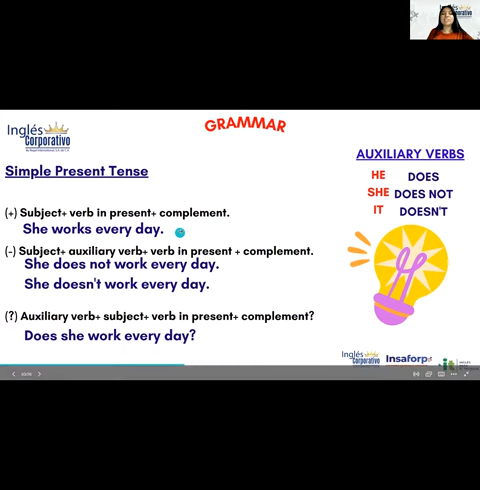 Inglés
Corporativo
GRAMMAR
Inglés
Corporativo
AUXILIARY VERBS
Simple Present Tense
HE DOES
SHE DOES NOT
IT DOESN'T
(+) Subject+ verb in present+ complement.
She works every day.
(-) Subject+ auxiliary verb+ verb in present + complement.
She does not work every day.
She doesn't work every day.
(?) Auxiliary verb+ subject+ verb in present+ complement?
Does she work every day?
Inglés
Corporativo
Insaforp